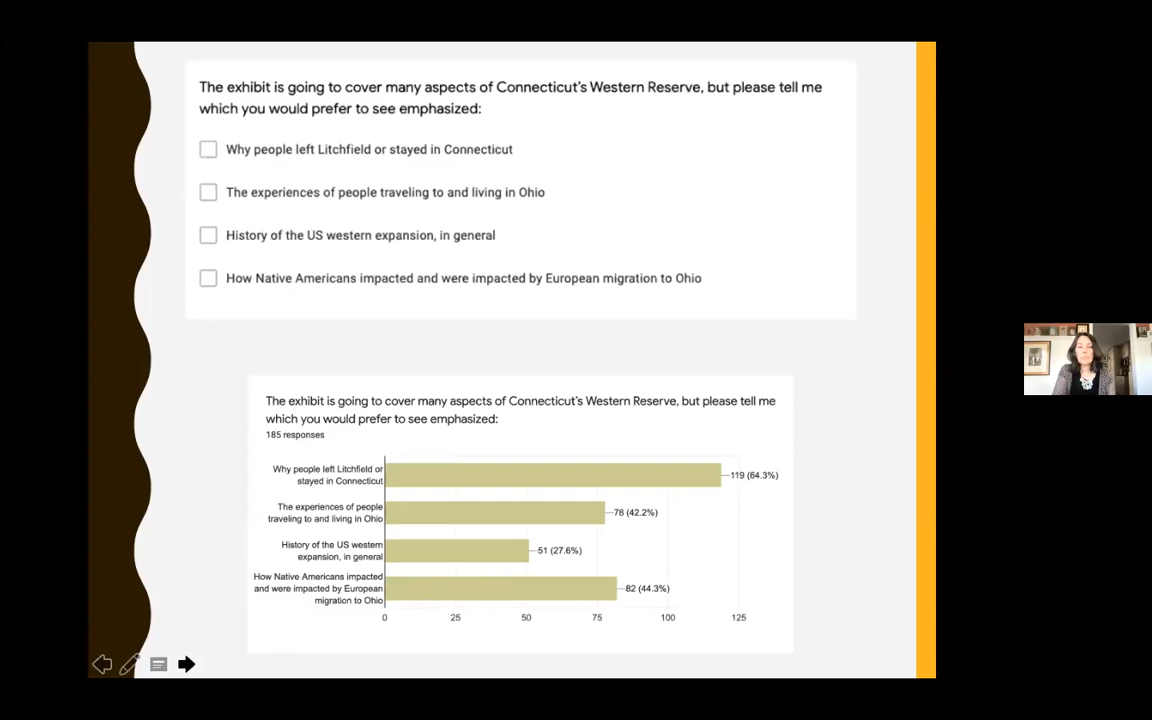 The exhibit is going to cover many aspects of Connecticut's Western Reserve, but please tell me
which you would prefer to see emphasized:
Why people left Litchfield or stayed in Connecticut
The experiences of people traveling to and living in Ohio
History of the US western expansion, in general
How Native Americans impacted and were impacted by European migration to Ohio
The exhibit is going to cover many aspects of Connecticut's Western Reserve, but please tell me
which you would prefer to see emphasized:
185 responses
Why people left Litchfield or
stayed in Connecticut
119 (64.3%)
The experiences of people
traveling to and living in Ohio
78 (42.2%)
History of the US western
expansion, in general
51 (27.6%)
How Native Americans impacted
and were impacted by European
migration to Ohio
82 (44.3%)
0 25 50 75 100 125